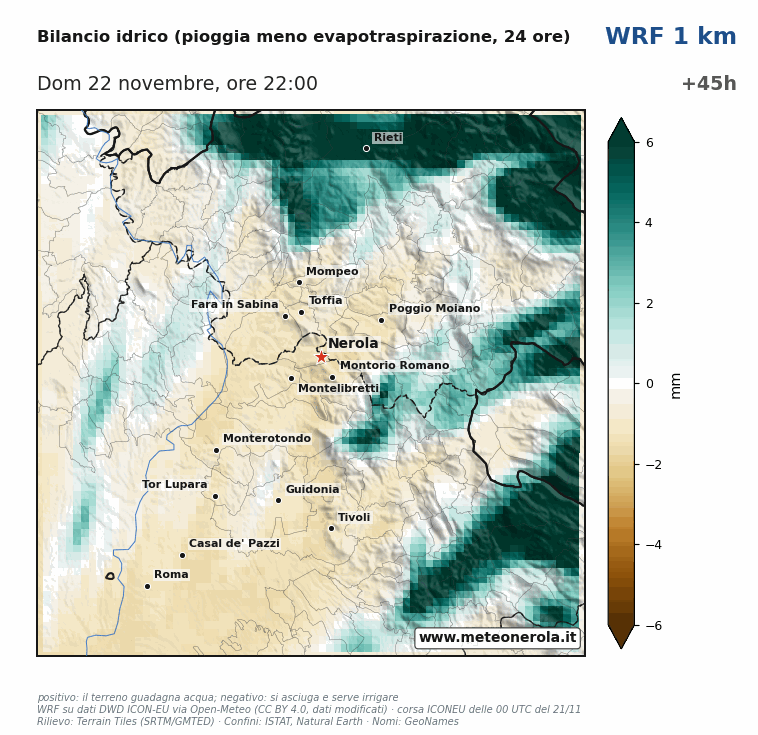 Bilancio idrico (pioggia meno evapotraspirazione, 24 ore)
WRF 1 km
Dom 22 novembre, ore 22:00
+45h
Rieti
Mompeo
Fara in Sabina
Toffia
Poggio Moiano
Nerola
Montorio Romano
Montelibretti
Monterotondo
Tor Lupara
Guidonia
Tivoli
Casal de' Pazzi
Roma
www.meteonerola.it
6
4
2
0
−2
−4
−6
mm
positivo: il terreno guadagna acqua; negativo: si asciuga e serve irrigare
WRF su dati DWD ICON-EU via Open-Meteo (CC BY 4.0, dati modificati) · corsa ICONEU delle 00 UTC del 21/11
Rilievo: Terrain Tiles (SRTM/GMTED) · Confini: ISTAT, Natural Earth · Nomi: GeoNames